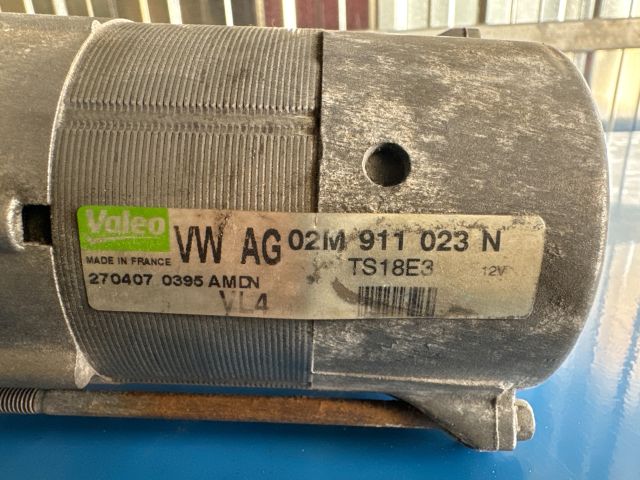 Valeo VW AG 02M 911 023 N
MADE IN FRANCE TS18E3 12V
270407 0395 AMDN
VL4